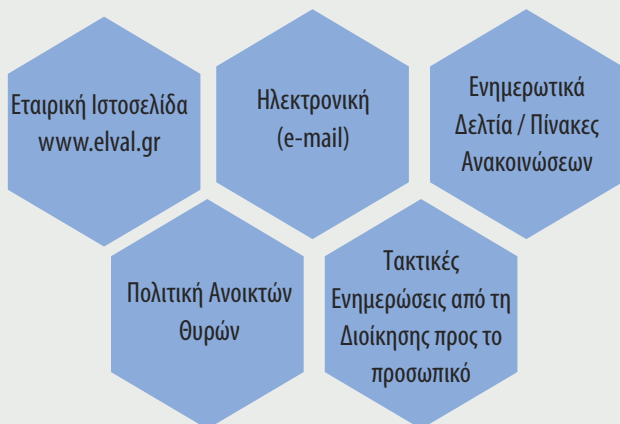 Εταιρική Ιστοσελίδα
www.elval.gr
Ηλεκτρονική
(e-mail)
Ενημερωτικά
Δελτία / Πίνακες
Ανακοινώσεων
Πολιτική Ανοικτών
Θυρών
Τακτικές
Ενημερώσεις από τη
Διοίκησης προς το
προσωπικό